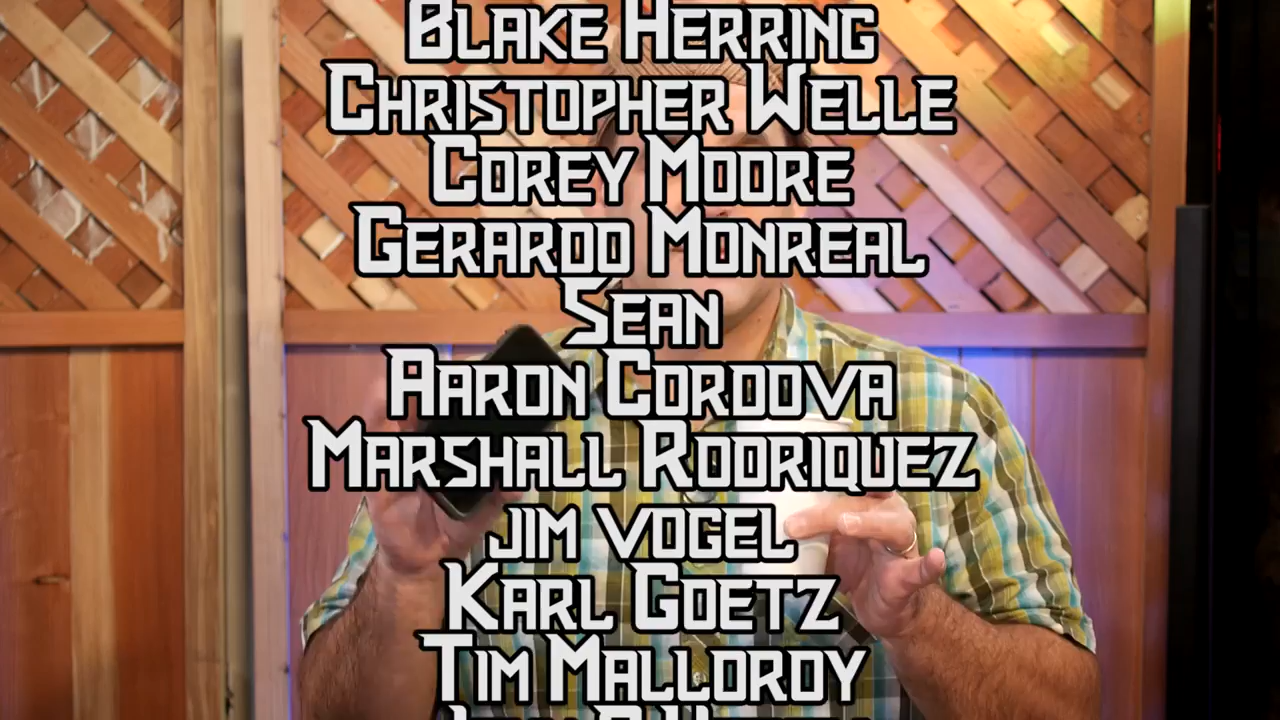 Blake Herring
Christopher Welle
Corey Moore
Gerardo Monreal
Sean
Aaron Cordova
Marshall Rodriquez
Jim Vogel
Karl Goetz
Tim Malloroy